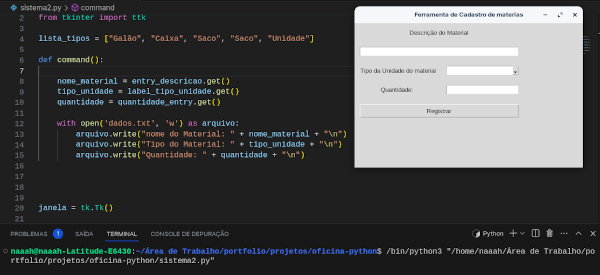 sistema2.py > command
2 from tkinter import ttk
3
4 lista_tipos = ["Galão", "Caixa", "Saco", "Saco", "Unidade"]
5
6 def command():
7
8 nome_material = entry_descricao.get()
9 tipo_unidade = label_tipo_unidade.get()
10 quantidade = quantidade_entry.get()
11
12 with open('dados.txt', 'w') as arquivo:
13 arquivo.write("nome do Material: " + nome_material + "\n")
14 arquivo.write("Tipo do Material: " + tipo_unidade + "\n")
15 arquivo.write("Quantidade: " + quantidade + "\n")
16
17
18
19
20 janela = tk.Tk()
21
Ferramenta de Cadastro de materias
Descrição do Material
Tipo da Unidade do material
Quantidade:
Registrar
PROBLEMAS 1 SAÍDA TERMINAL CONSOLE DE DEPURAÇÃO Python
naaah@naaah-Latitude-E6430:~/Área de Trabalho/portfolio/projetos/oficina-python$ /bin/python3 "/home/naaah/Área de Trabalho/po
rtfolio/projetos/oficina-python/sistema2.py"